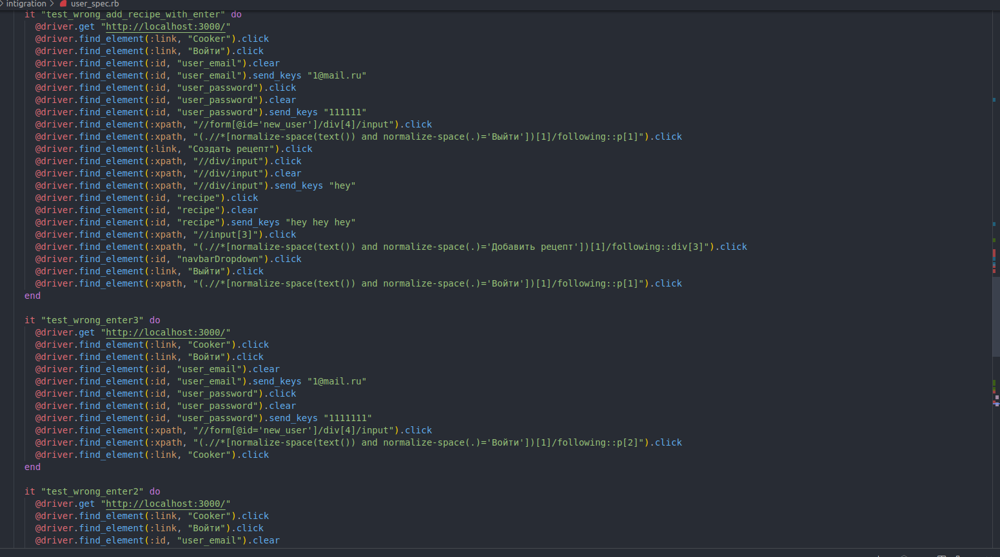 intigration > user_spec.rb
it "test_wrong_add_recipe_with_enter" do
@driver.get "http://localhost:3000/"
@driver.find_element(:link, "Cooker").click
@driver.find_element(:link, "Войти").click
@driver.find_element(:id, "user_email").clear
@driver.find_element(:id, "user_email").send_keys "1@mail.ru"
@driver.find_element(:id, "user_password").click
@driver.find_element(:id, "user_password").clear
@driver.find_element(:id, "user_password").send_keys "111111"
@driver.find_element(:xpath, "//form[@id='new_user']/div[4]/input").click
@driver.find_element(:xpath, "(.//*[normalize-space(text()) and normalize-space(.)='Выйти'])[1]/following::p[1]").click
@driver.find_element(:link, "Создать рецепт").click
@driver.find_element(:xpath, "//div/input").click
@driver.find_element(:xpath, "//div/input").clear
@driver.find_element(:xpath, "//div/input").send_keys "hey"
@driver.find_element(:id, "recipe").click
@driver.find_element(:id, "recipe").clear
@driver.find_element(:id, "recipe").send_keys "hey hey hey"
@driver.find_element(:xpath, "//input[3]").click
@driver.find_element(:xpath, "(.//*[normalize-space(text()) and normalize-space(.)='Добавить рецепт'])[1]/following::div[3]").click
@driver.find_element(:id, "navbarDropdown").click
@driver.find_element(:link, "Выйти").click
@driver.find_element(:xpath, "(.//*[normalize-space(text()) and normalize-space(.)='Войти'])[1]/following::p[1]").click
end
it "test_wrong_enter3" do
@driver.get "http://localhost:3000/"
@driver.find_element(:link, "Cooker").click
@driver.find_element(:link, "Войти").click
@driver.find_element(:id, "user_email").clear
@driver.find_element(:id, "user_email").send_keys "1@mail.ru"
@driver.find_element(:id, "user_password").click
@driver.find_element(:id, "user_password").clear
@driver.find_element(:id, "user_password").send_keys "1111111"
@driver.find_element(:xpath, "//form[@id='new_user']/div[4]/input").click
@driver.find_element(:xpath, "(.//*[normalize-space(text()) and normalize-space(.)='Войти'])[1]/following::p[2]").click
@driver.find_element(:link, "Cooker").click
end
it "test_wrong_enter2" do
@driver.get "http://localhost:3000/"
@driver.find_element(:link, "Cooker").click
@driver.find_element(:link, "Войти").click
@driver.find_element(:id, "user_email").clear